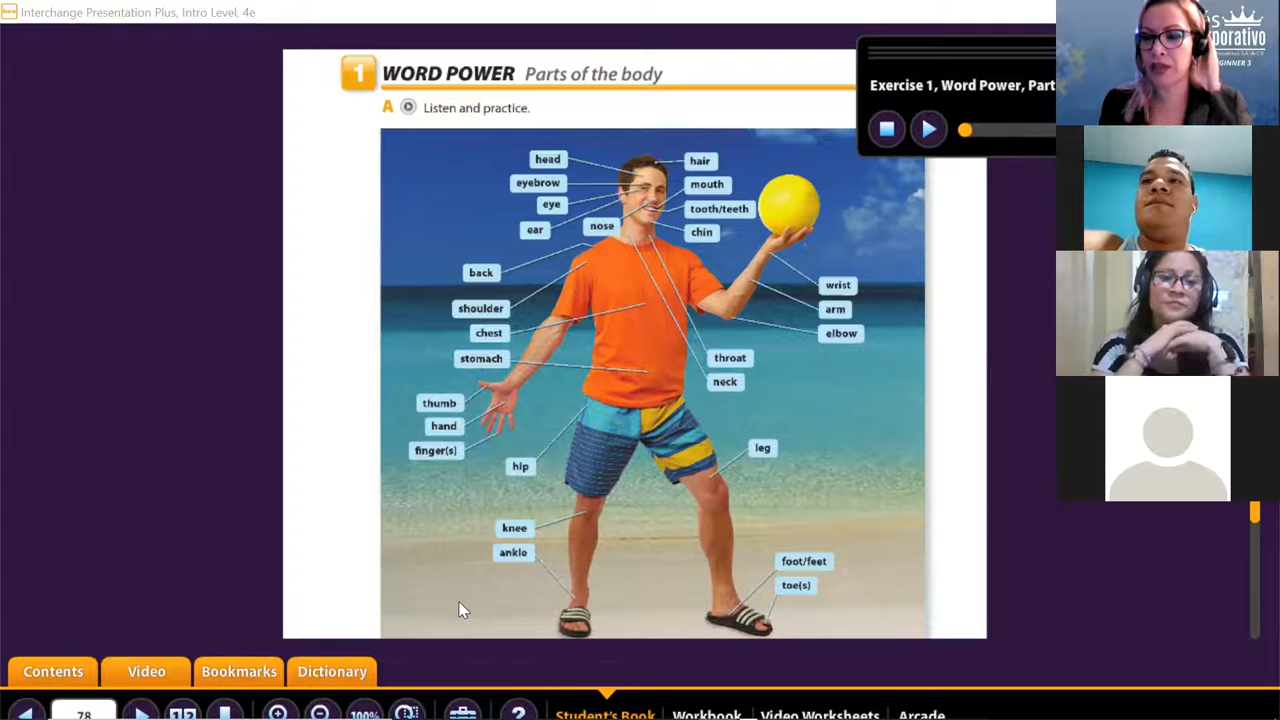 Interchange Presentation Plus, Intro Level, 4e
1 WORD POWER Parts of the body
A Listen and practice.
Exercise 1, Word Power, Part
head
hair
eyebrow
mouth
eye
tooth/teeth
ear
nose
chin
back
wrist
shoulder
arm
chest
elbow
stomach
throat
neck
thumb
hand
finger(s)
hip
leg
knee
ankle
foot/feet
toe(s)
Contents Video Bookmarks Dictionary
78
100%
?
Student's Book Workbook Video Worksheets Arcade